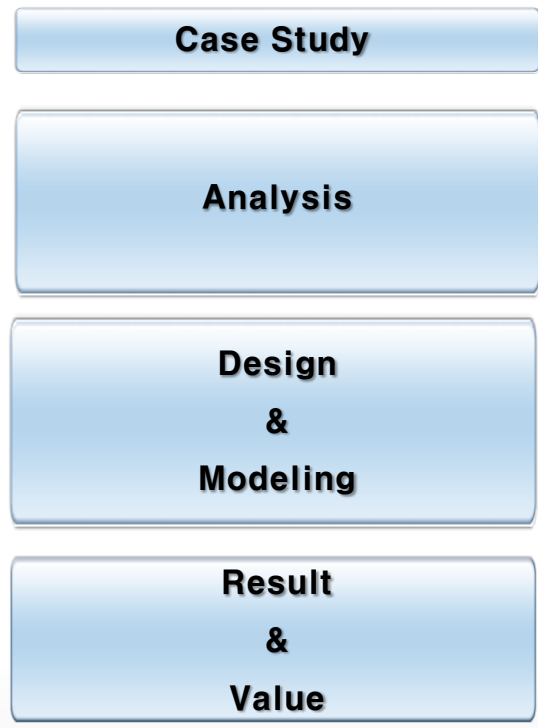 Case Study
Analysis
Design
&
Modeling
Result
&
Value